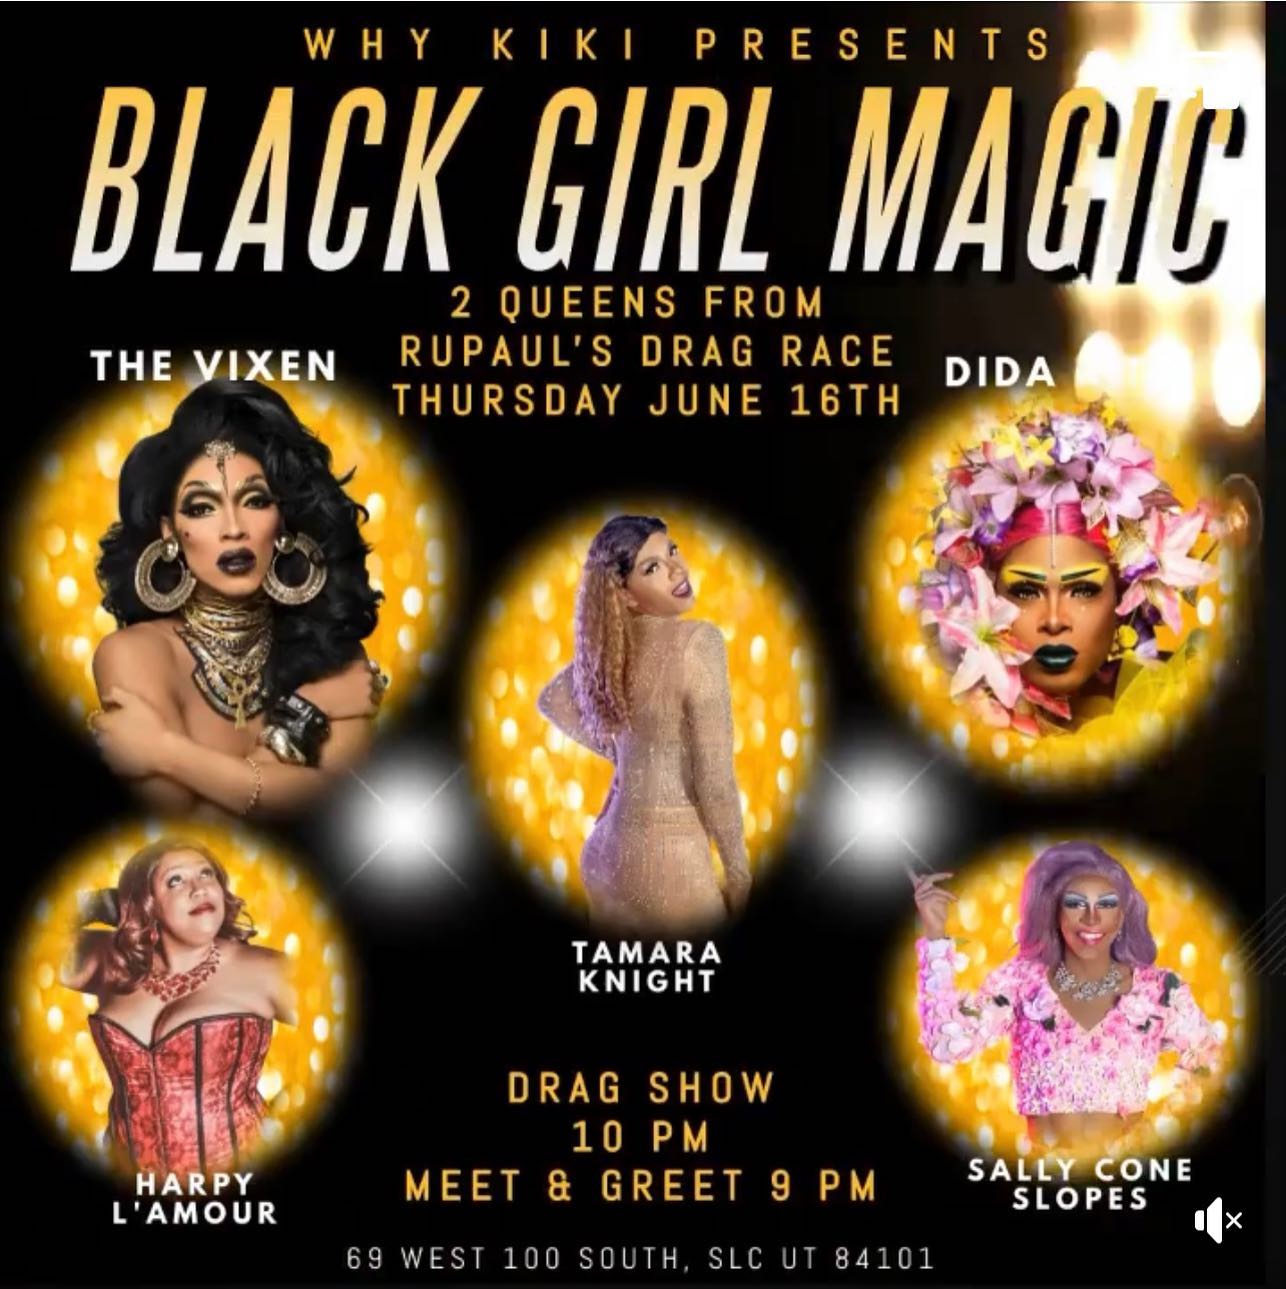 WHY KIKI PRESENTS
BLACK GIRL MAGIC
2 QUEENS FROM
RUPAUL'S DRAG RACE
THURSDAY JUNE 16TH
THE VIXEN
DIDA
TAMARA
KNIGHT
HARPY
L'AMOUR
SALLY CONE
SLOPES
DRAG SHOW
10 PM
MEET & GREET 9 PM
69 WEST 100 SOUTH, SLC UT 84101